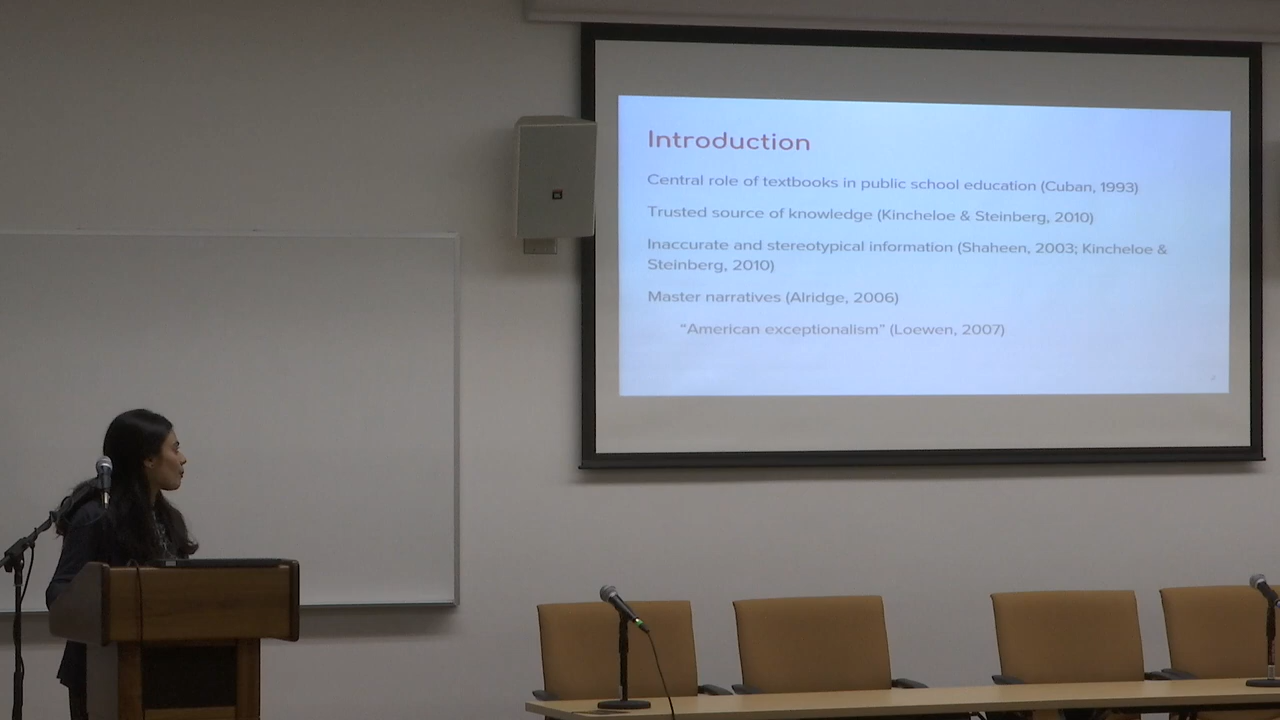 Introduction
Central role of textbooks in public school education (Cuban, 1993)
Trusted source of knowledge (Kincheloe & Steinberg, 2010)
Inaccurate and stereotypical information (Shaheen, 2003; Kincheloe &
Steinberg, 2010)
Master narratives (Alridge, 2006)
“American exceptionalism” (Loewen, 2007)